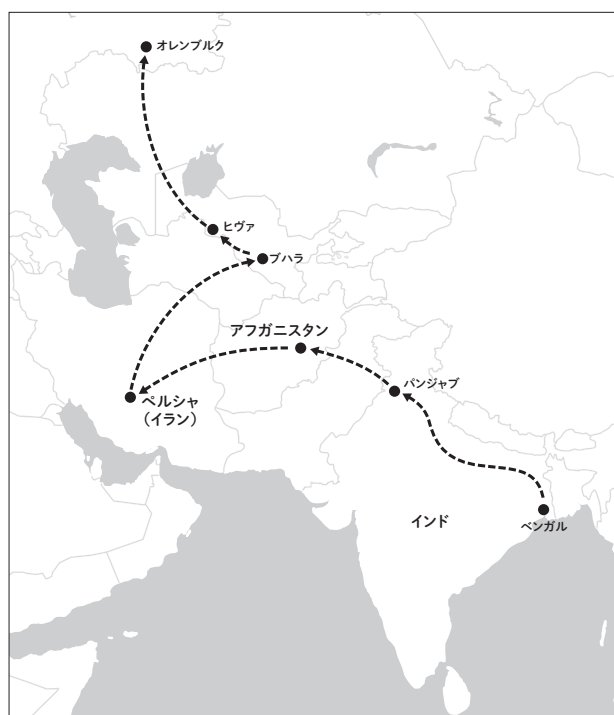 オレンブルク
ヒヴァ
ブハラ
アフガニスタン
パンジャブ
ペルシャ
（イラン）
インド
ベンガル